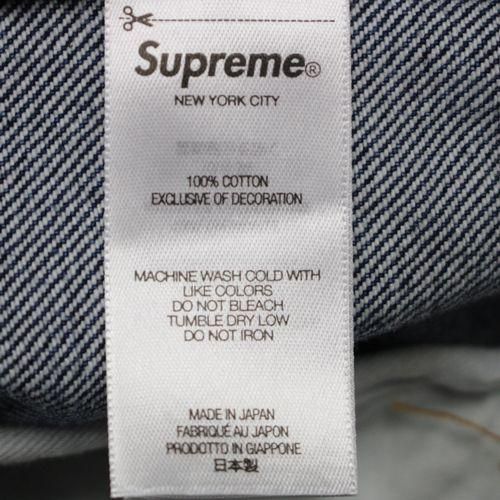 Supreme®
NEW YORK CITY
100% COTTON
EXCLUSIVE OF DECORATION
MACHINE WASH COLD WITH
LIKE COLORS
DO NOT BLEACH
TUMBLE DRY LOW
DO NOT IRON
MADE IN JAPAN
FABRIQUÉ AU JAPON
PRODOTTO IN GIAPPONE
日本製